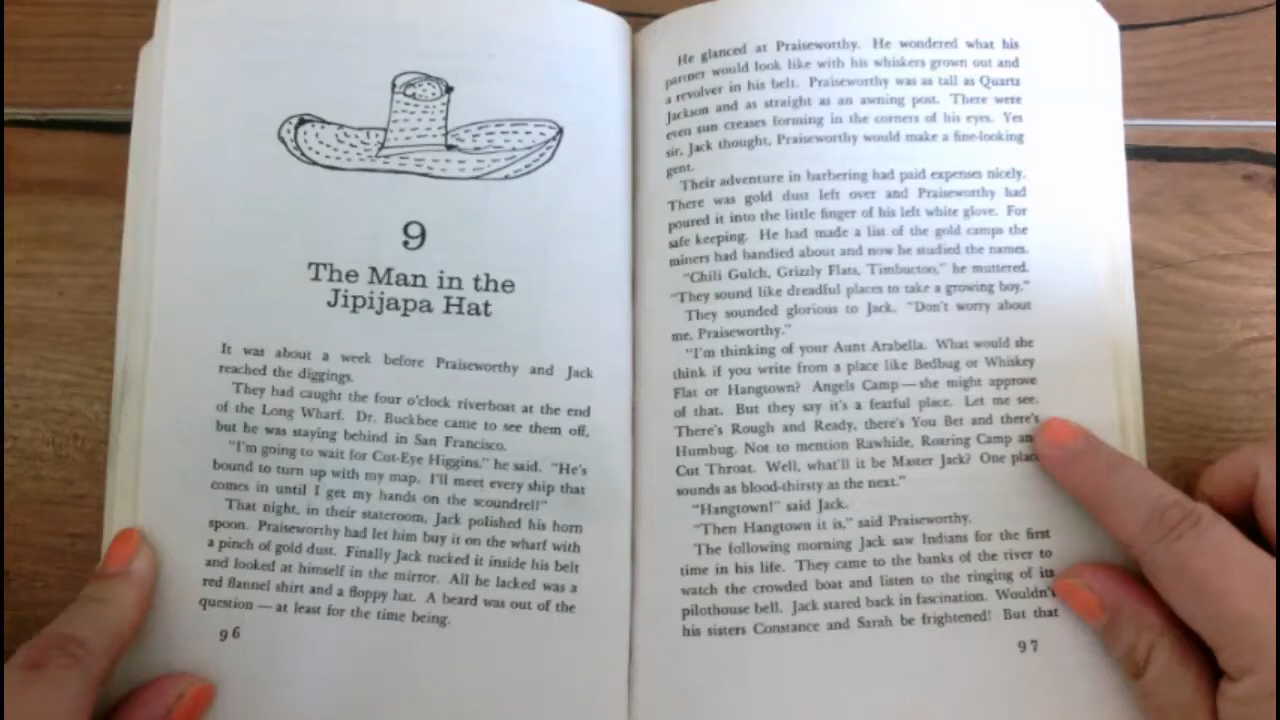 9
The Man in the
Jipijapa Hat
It was about a week before Praiseworthy and Jack
reached the diggings.
They had caught the four o'clock riverboat at the end
of the Long Wharf. Dr. Buckbee came to see them off,
but he was staying behind in San Francisco.
"I'm going to wait for Cut-Eye Higgins," he said. "He's
bound to turn up with my map. I'll meet every ship that
comes in until I get my hands on the scoundrel!"
That night, in their stateroom, Jack polished his horn
spoon. Praiseworthy had let him buy it on the wharf with
a pinch of gold dust. Finally Jack tucked it inside his belt
and looked at himself in the mirror. All he lacked was a
red flannel shirt and a floppy hat. A beard was out of the
question — at least for the time being.
96
He glanced at Praiseworthy. He wondered what his
partner would look like with his whiskers grown out and
a revolver in his belt. Praiseworthy was as tall as Quartz
Jackson and as straight as an awning post. There were
even sun creases forming in the corners of his eyes. Yes
sir, Jack thought, Praiseworthy would make a fine-looking
gent.
Their adventure in barbering had paid expenses nicely.
There was gold dust left over and Praiseworthy had
poured it into the little finger of his left white glove. For
safe keeping. He had made a list of the gold camps the
miners had bandied about and now he studied the names.
"Chili Gulch, Grizzly Flats, Timbuctoo," he muttered.
"They sound like dreadful places to take a growing boy."
They sounded glorious to Jack. "Don't worry about
me, Praiseworthy."
"I'm thinking of your Aunt Arabella. What would she
think if you write from a place like Bedbug or Whiskey
Flat or Hangtown? Angels Camp — she might approve
of that. But they say it's a fearful place. Let me see.
There's Rough and Ready, there's You Bet and there's
Humbug. Not to mention Rawhide, Roaring Camp an
Cut Throat. Well, what'll it be Master Jack? One plac
sounds as blood-thirsty as the next."
"Hangtown!" said Jack.
"Then Hangtown it is," said Praiseworthy.
The following morning Jack saw Indians for the first
time in his life. They came to the banks of the river to
watch the crowded boat and listen to the ringing of its
pilothouse bell. Jack stared back in fascination. Wouldn't
his sisters Constance and Sarah be frightened! But that
97